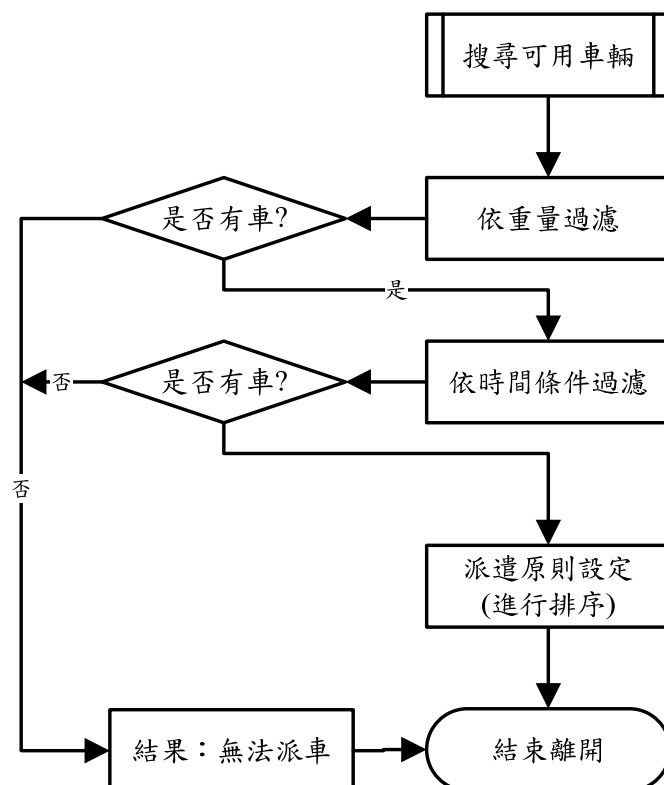 搜尋可用車輛
是否有車?
依重量過濾
是
是否有車?
依時間條件過濾
否
否
派遣原則設定
(進行排序)
結果：無法派車
結束離開